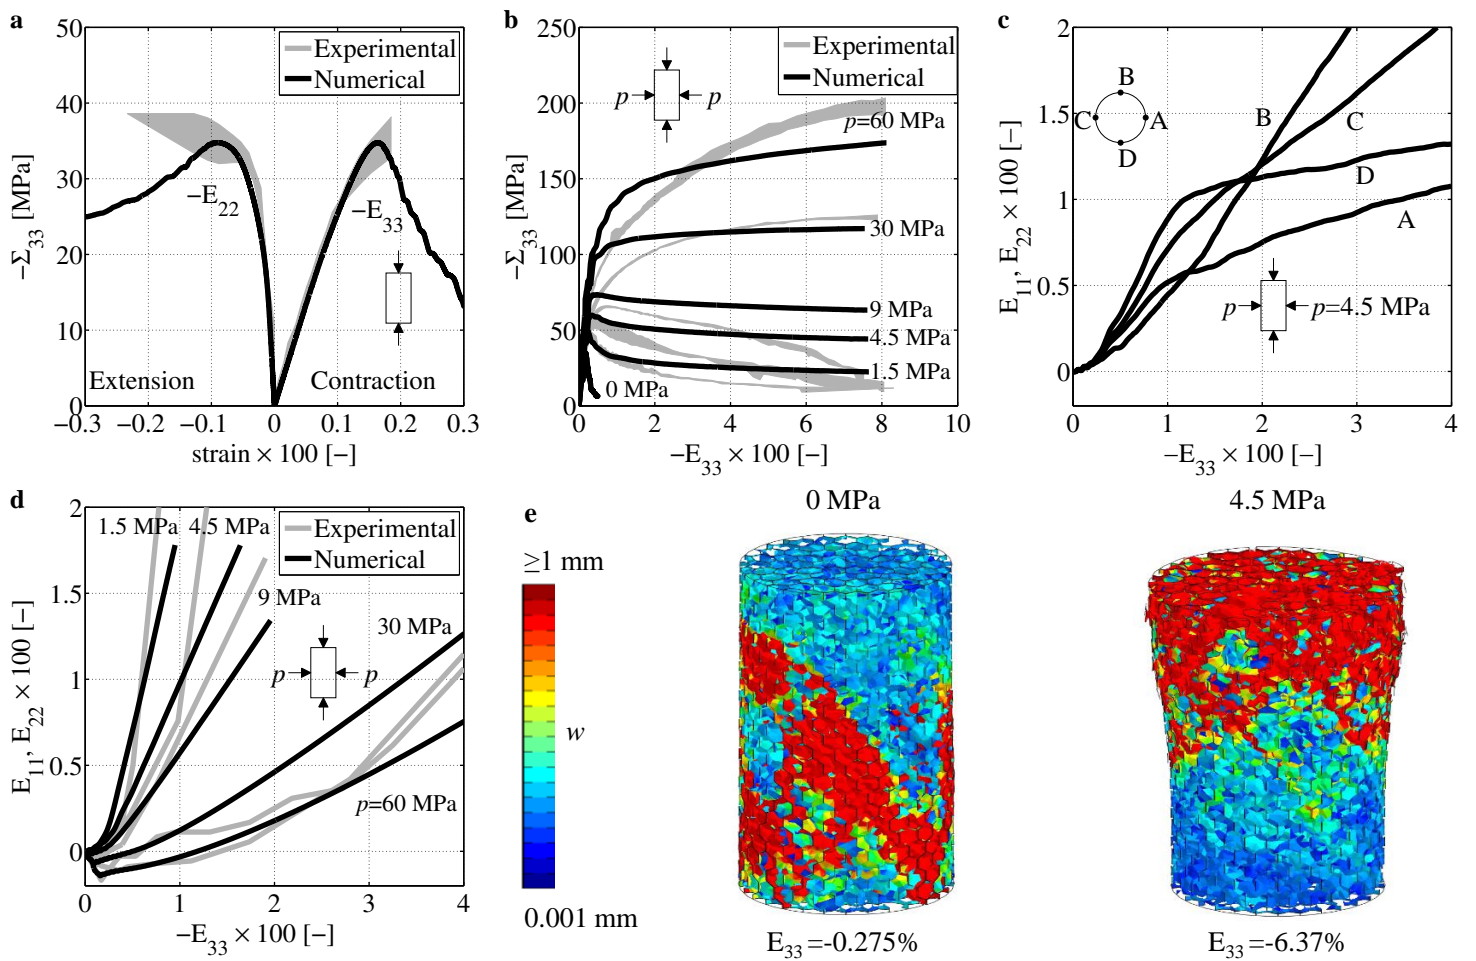 a
50
40
30
20
10
0
−Σ33 [MPa]
Experimental
Numerical
−E22
−E33
Extension
Contraction
−0.3 −0.2 −0.1 0 0.1 0.2 0.3
strain × 100 [−]
b
250
200
150
100
50
0
−Σ33 [MPa]
Experimental
Numerical
p p
p=60 MPa
30 MPa
9 MPa
4.5 MPa
1.5 MPa
0 MPa
0 2 4 6 8 10
−E33 × 100 [−]
c
2
1.5
1
0.5
0
E11, E22 × 100 [−]
B
C A
D
B
C
D
A
p p=4.5 MPa
0 1 2 3 4
−E33 × 100 [−]
d
2
1.5
1
0.5
0
E11, E22 × 100 [−]
1.5 MPa 4.5 MPa
Experimental
Numerical
9 MPa
30 MPa
p p
p=60 MPa
0 1 2 3 4
−E33 × 100 [−]
e
0 MPa
4.5 MPa
≥1 mm
w
0.001 mm
E33 =-0.275%
E33 =-6.37%